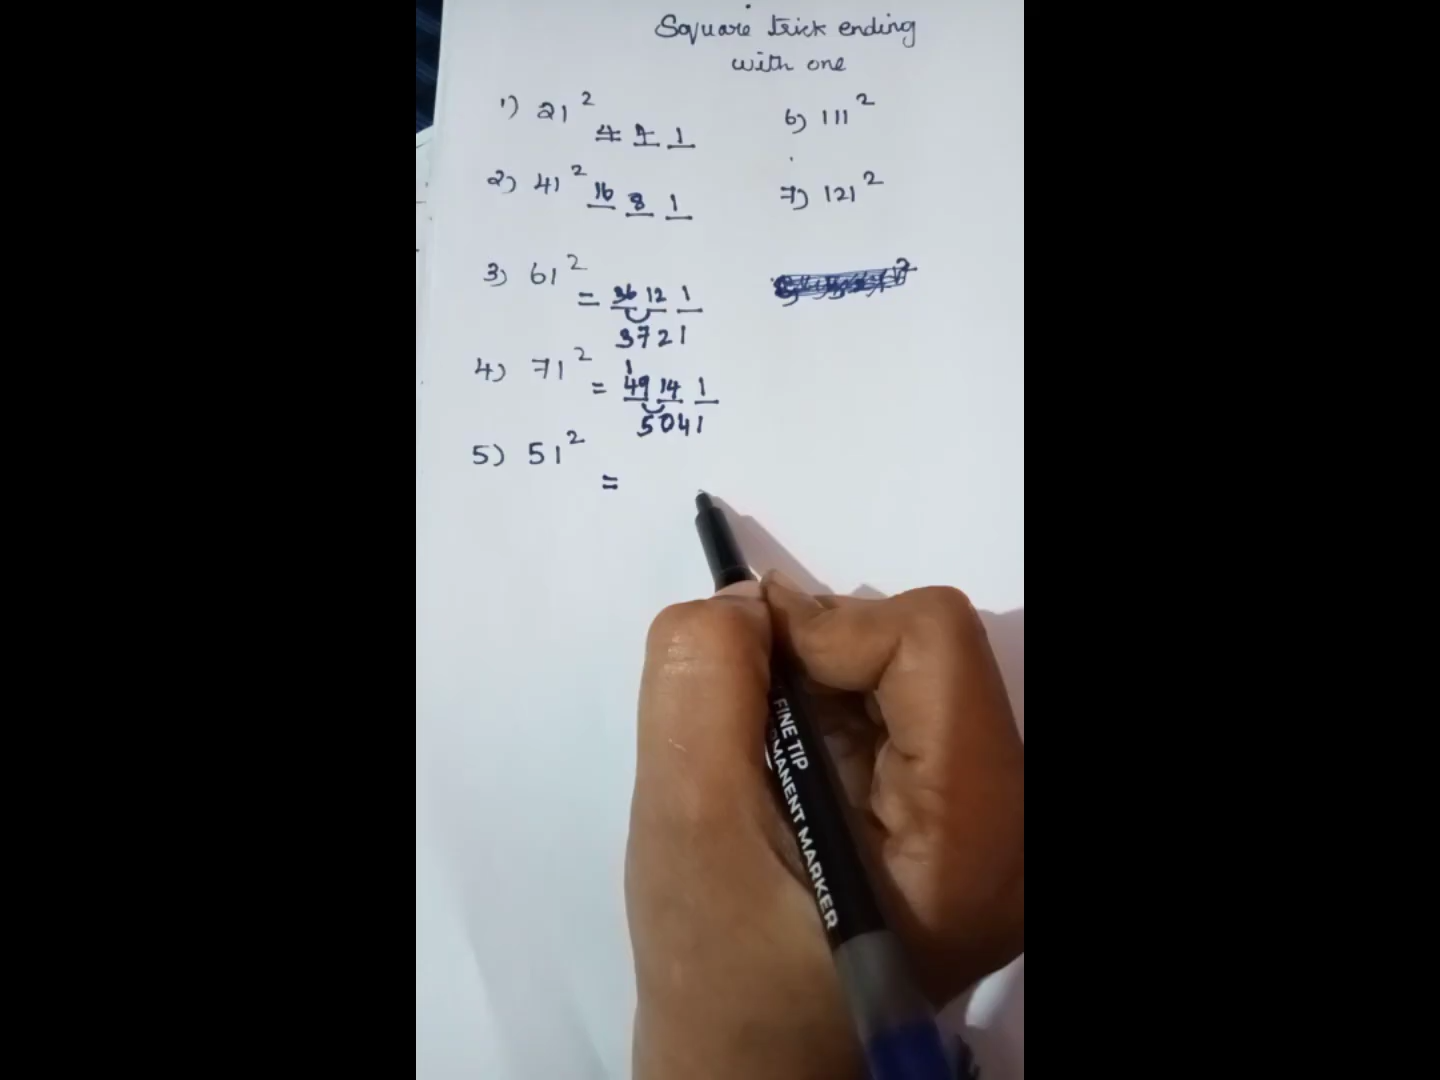 Square trick ending
with one
1) 21²
4 4 1
2) 41²
16 8 1
3) 61²
= 36 12 1
3721
4) 71²
1
= 49 14 1
5041
5) 51²
=
6) 111²
7) 121²
FINE TIP
PERMANENT MARKER